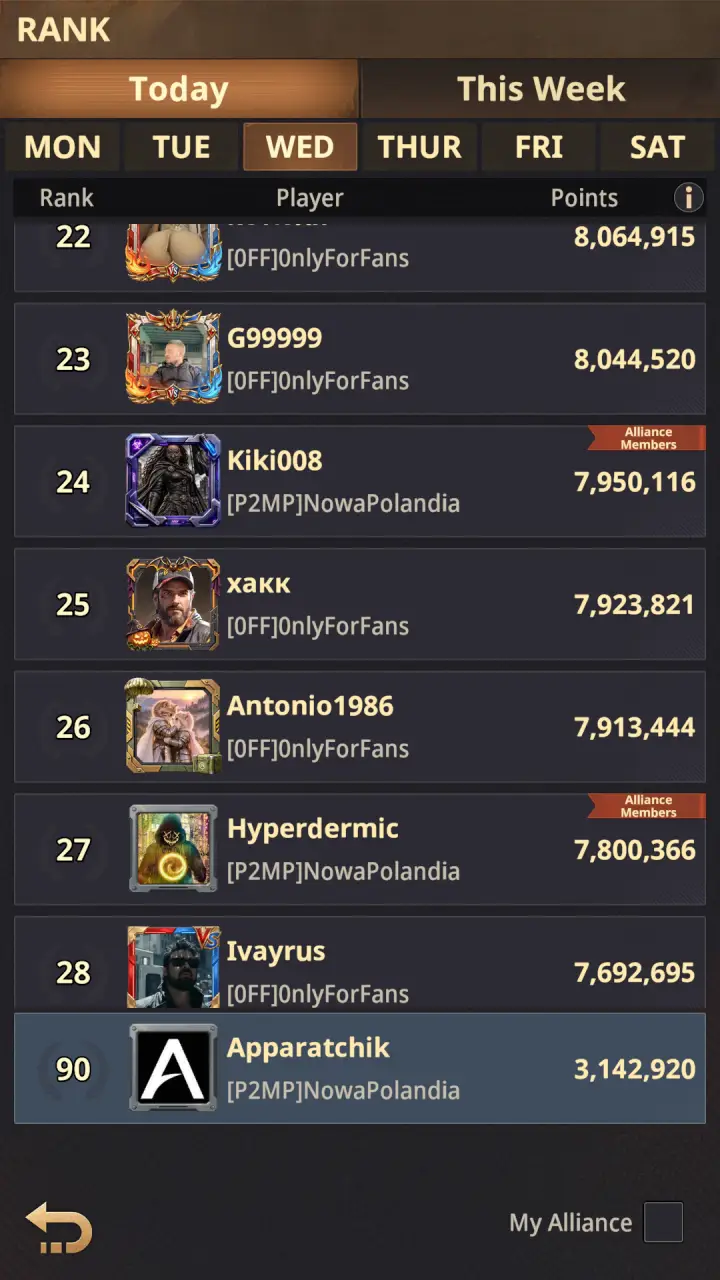 RANK
Today
This Week
MON
TUE
WED
THUR
FRI
SAT
Rank
Player
Points
22
[0FF]0nlyForFans
8,064,915
23
G99999
[0FF]0nlyForFans
8,044,520
24
Kiki008
[P2MP]NowaPolandia
Alliance
Members
7,950,116
25
хакк
[0FF]0nlyForFans
7,923,821
26
Antonio1986
[0FF]0nlyForFans
7,913,444
27
Hyperdermic
[P2MP]NowaPolandia
Alliance
Members
7,800,366
28
Ivayrus
[0FF]0nlyForFans
7,692,695
90
Apparatchik
[P2MP]NowaPolandia
3,142,920
My Alliance